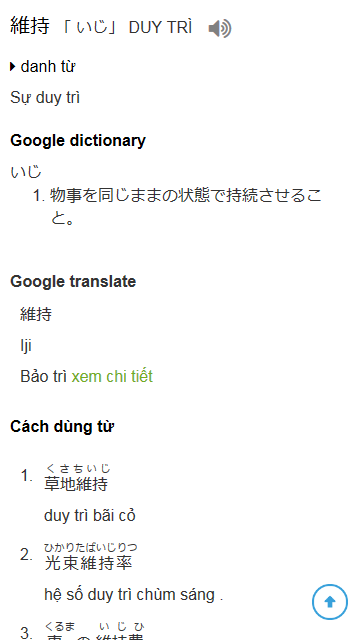 維持 「 いじ」 DUY TRÌ
danh từ
Sự duy trì
Google dictionary
いじ
1. 物事を同じままの状態で持続させるこ
と。
Google translate
維持
Iji
Bảo trì xem chi tiết
Cách dùng từ
くさちいじ
1. 草地維持
duy trì bãi cỏ
ひかりたばいじりつ
2. 光束維持率
hệ số duy trì chùm sáng .
くるま いじひ
3. 車の維持費